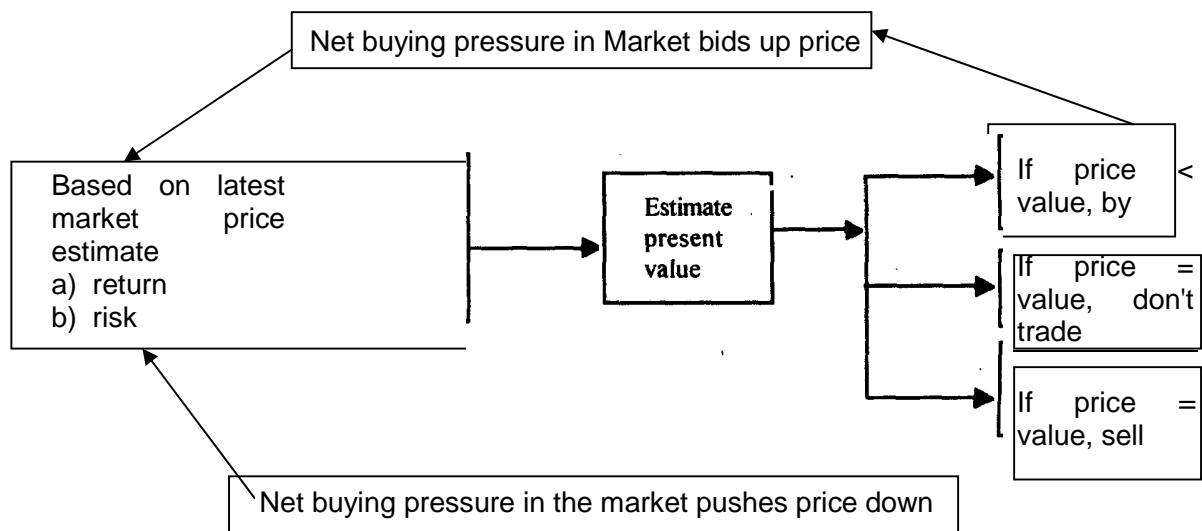 Net buying pressure in Market bids up price
Based on latest
market price
estimate
a) return
b) risk
Estimate
present
value
If price <
value, by
If price =
value, don't
trade
If price =
value, sell
Net buying pressure in the market pushes price down